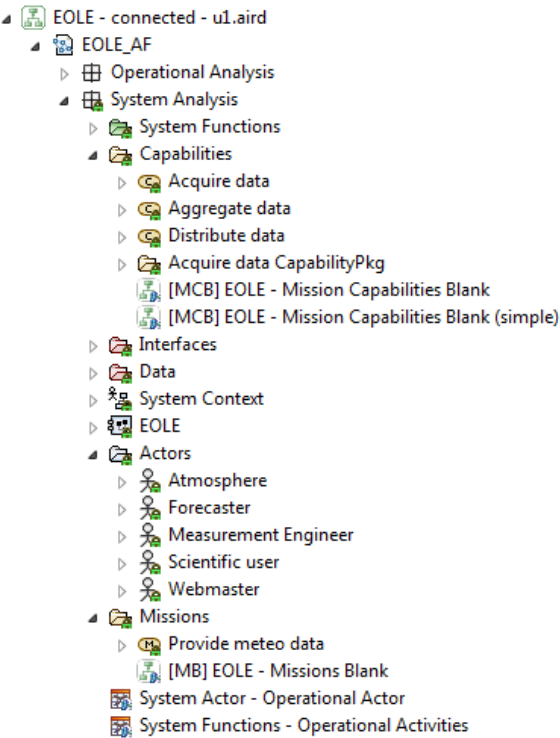 EOLE - connected - u1.aird
EOLE_AF
Operational Analysis
System Analysis
System Functions
Capabilities
Acquire data
Aggregate data
Distribute data
Acquire data CapabilityPkg
[MCB] EOLE - Mission Capabilities Blank
[MCB] EOLE - Mission Capabilities Blank (simple)
Interfaces
Data
System Context
EOLE
Actors
Atmosphere
Forecaster
Measurement Engineer
Scientific user
Webmaster
Missions
Provide meteo data
[MB] EOLE - Missions Blank
System Actor - Operational Actor
System Functions - Operational Activities